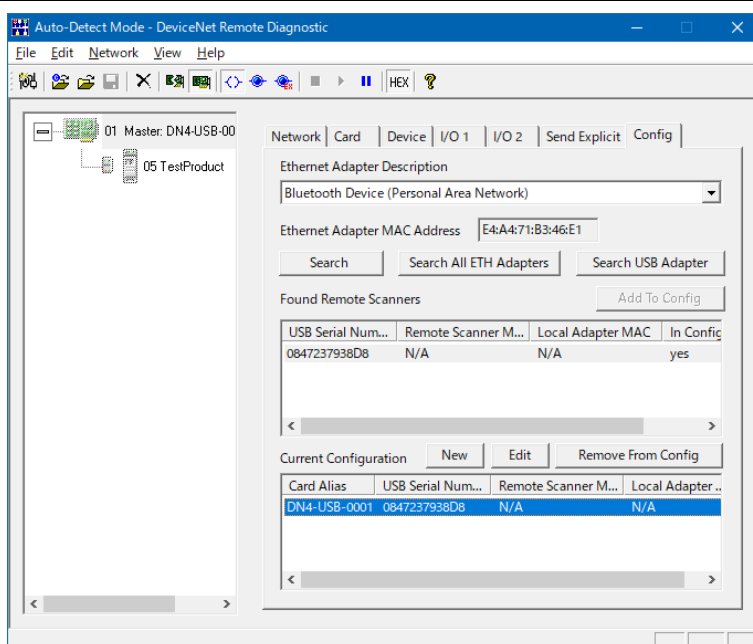 Auto-Detect Mode - DeviceNet Remote Diagnostic
File Edit Network View Help
HEX
01 Master: DN4-USB-00
05 TestProduct
Network Card Device I/O 1 I/O 2 Send Explicit Config
Ethernet Adapter Description
Bluetooth Device (Personal Area Network)
Ethernet Adapter MAC Address E4:A4:71:B3:46:E1
Search Search All ETH Adapters Search USB Adapter
Found Remote Scanners Add To Config
USB Serial Num... Remote Scanner M... Local Adapter MAC In Config
0847237938D8 N/A N/A yes
Current Configuration New Edit Remove From Config
Card Alias USB Serial Num... Remote Scanner M... Local Adapter ..
DN4-USB-0001 0847237938D8 N/A N/A